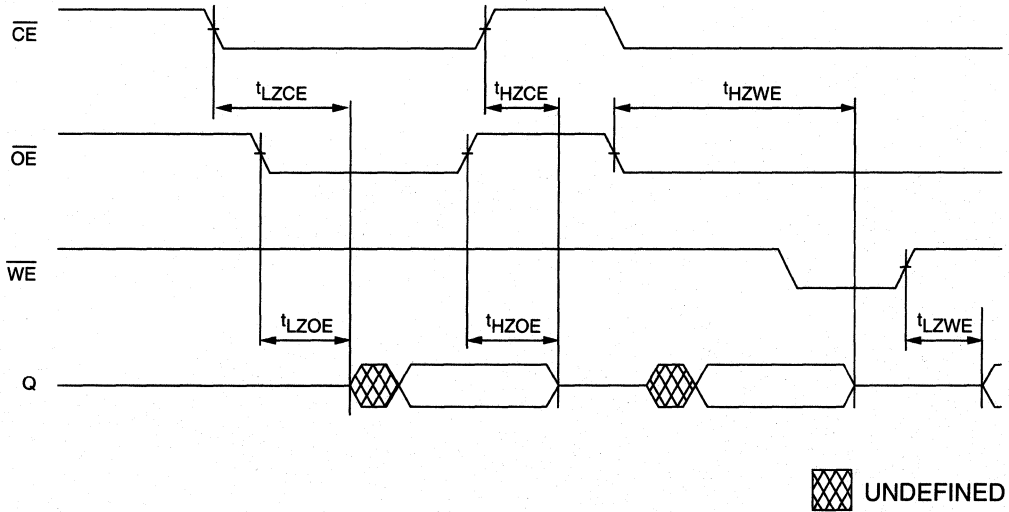 CE
tLZCE
tHZCE
tHZWE
OE
WE
tLZOE
tHZOE
tLZWE
Q
UNDEFINED